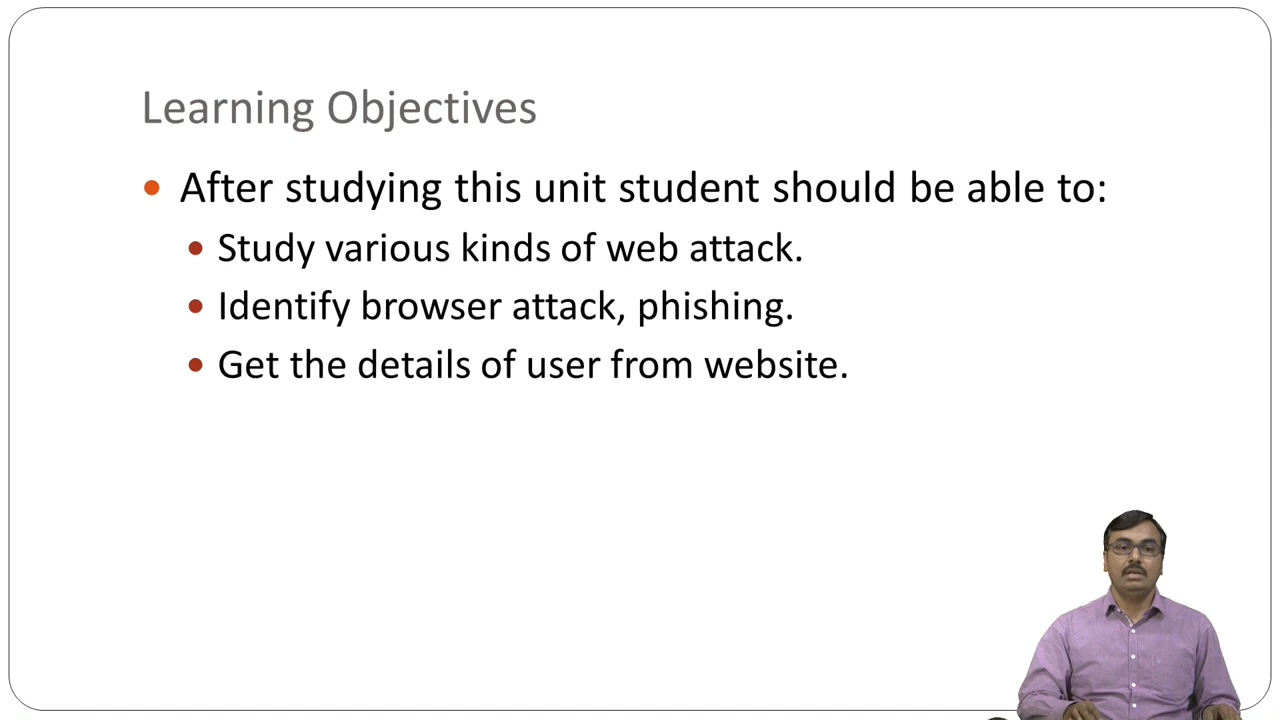 Learning Objectives
After studying this unit student should be able to:
Study various kinds of web attack.
Identify browser attack, phishing.
Get the details of user from website.